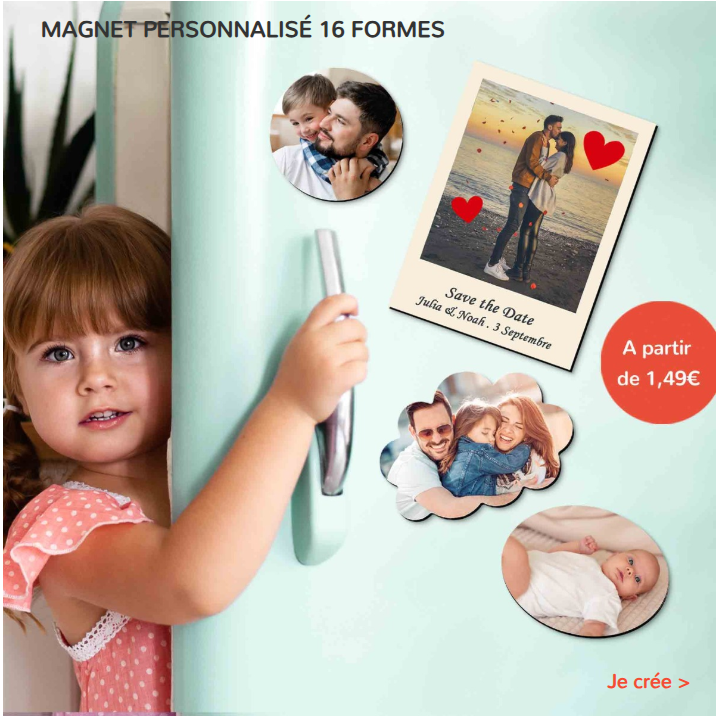 MAGNET PERSONNALISÉ 16 FORMES
Save the Date
Julia & Noah . 3 Septembre
A partir
de 1,49€
Je crée >